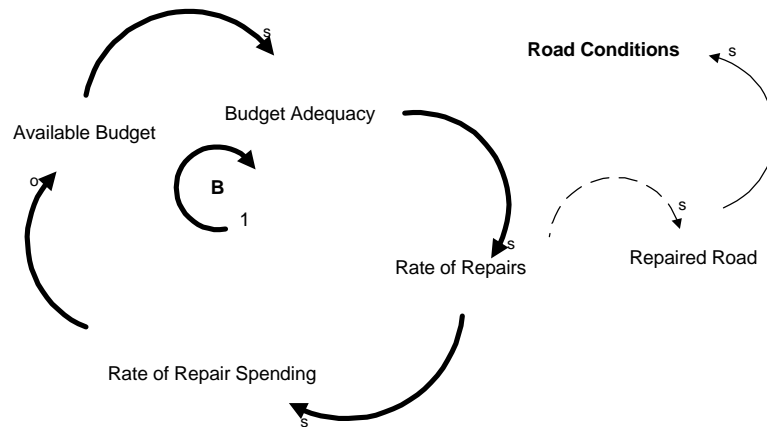 s
Road Conditions
s
Budget Adequacy
Available Budget
o
B
1
s
s
Rate of Repairs
Repaired Road
Rate of Repair Spending
s